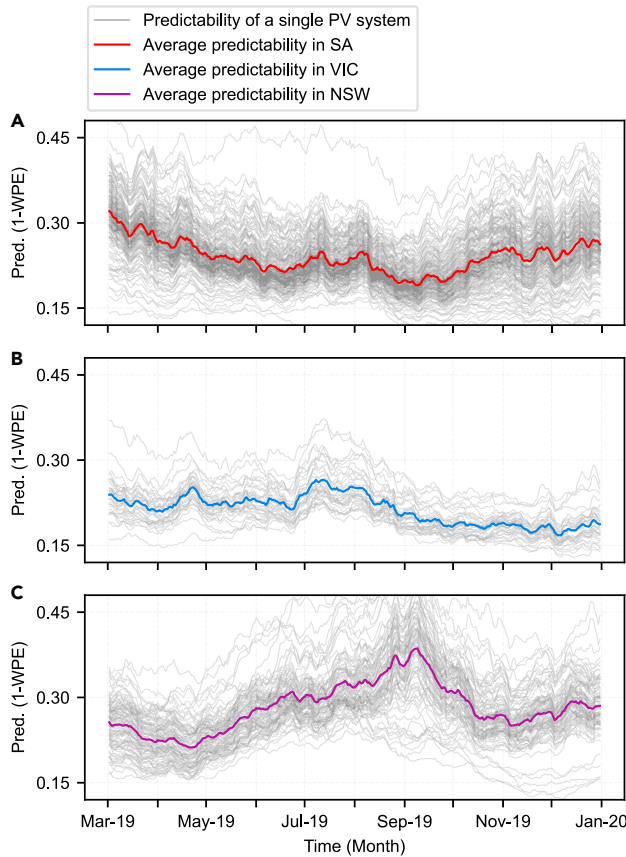 Predictability of a single PV system
Average predictability in SA
Average predictability in VIC
Average predictability in NSW
A
0.45
0.30
0.15
Pred. (1-WPE)
B
0.45
0.30
0.15
Pred. (1-WPE)
C
0.45
0.30
0.15
Pred. (1-WPE)
Mar-19 May-19 Jul-19 Sep-19 Nov-19 Jan-20
Time (Month)